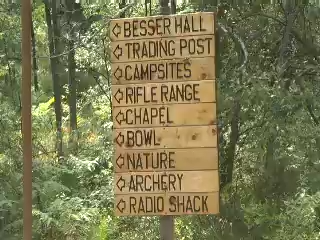 BESSER HALL
TRADING POST
CAMPSITES
RIFLE RANGE
CHAPEL
BOWL
NATURE
ARCHERY
RADIO SHACK